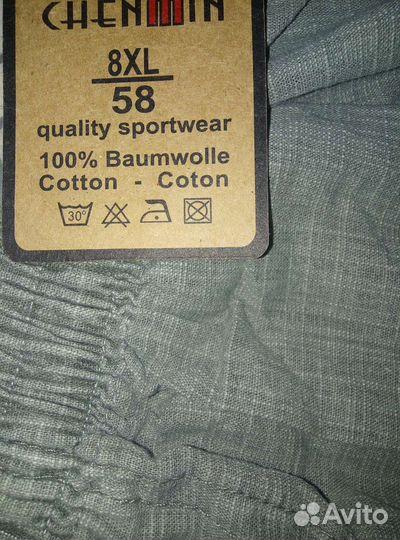 CHENMIN
8XL
58
quality sportwear
100% Baumwolle
Cotton - Coton
30°
Avito